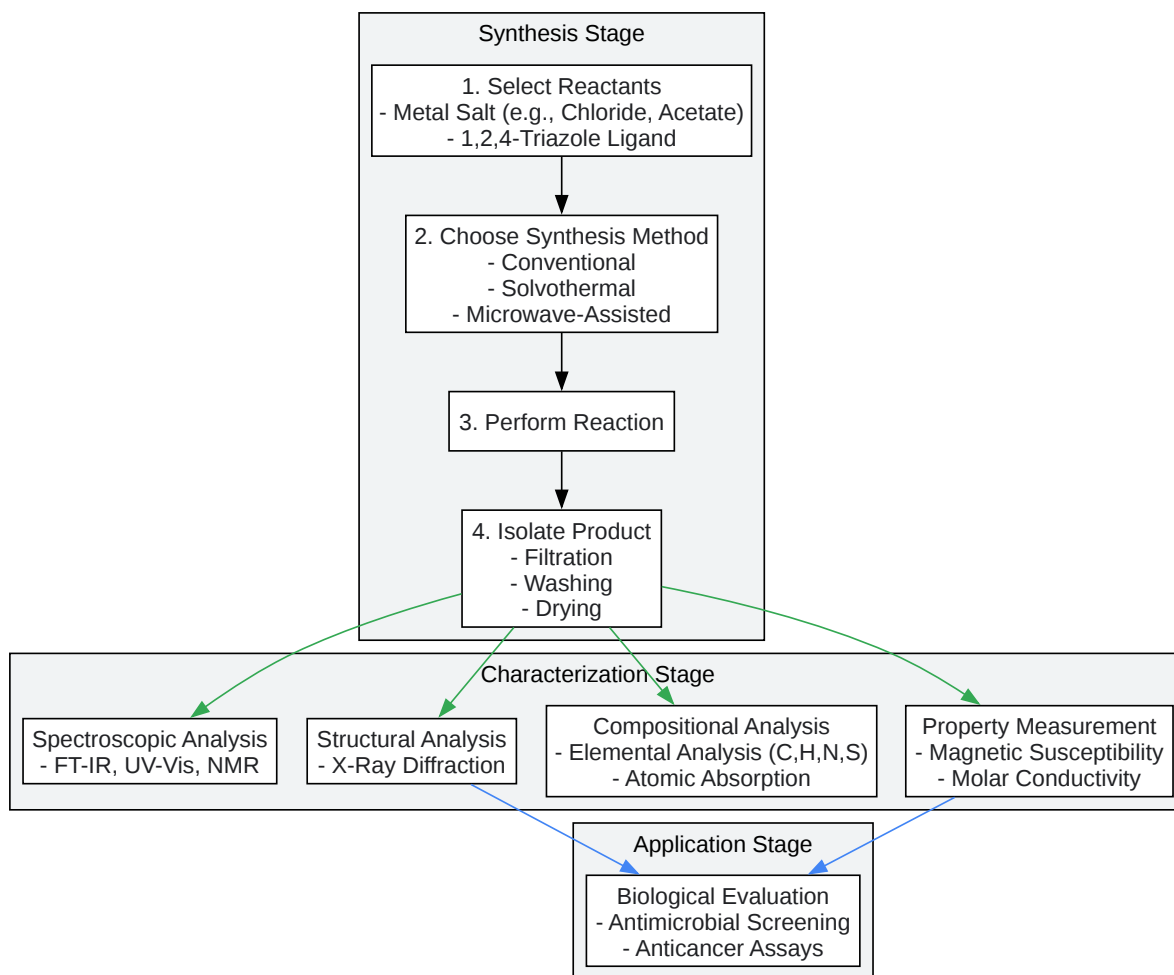 Synthesis Stage
1. Select Reactants
- Metal Salt (e.g., Chloride, Acetate)
- 1,2,4-Triazole Ligand
2. Choose Synthesis Method
- Conventional
- Solvothermal
- Microwave-Assisted
3. Perform Reaction
4. Isolate Product
- Filtration
- Washing
- Drying
Characterization Stage
Spectroscopic Analysis
- FT-IR, UV-Vis, NMR
Structural Analysis
- X-Ray Diffraction
Compositional Analysis
- Elemental Analysis (C,H,N,S)
- Atomic Absorption
Property Measurement
- Magnetic Susceptibility
- Molar Conductivity
Application Stage
Biological Evaluation
- Antimicrobial Screening
- Anticancer Assays